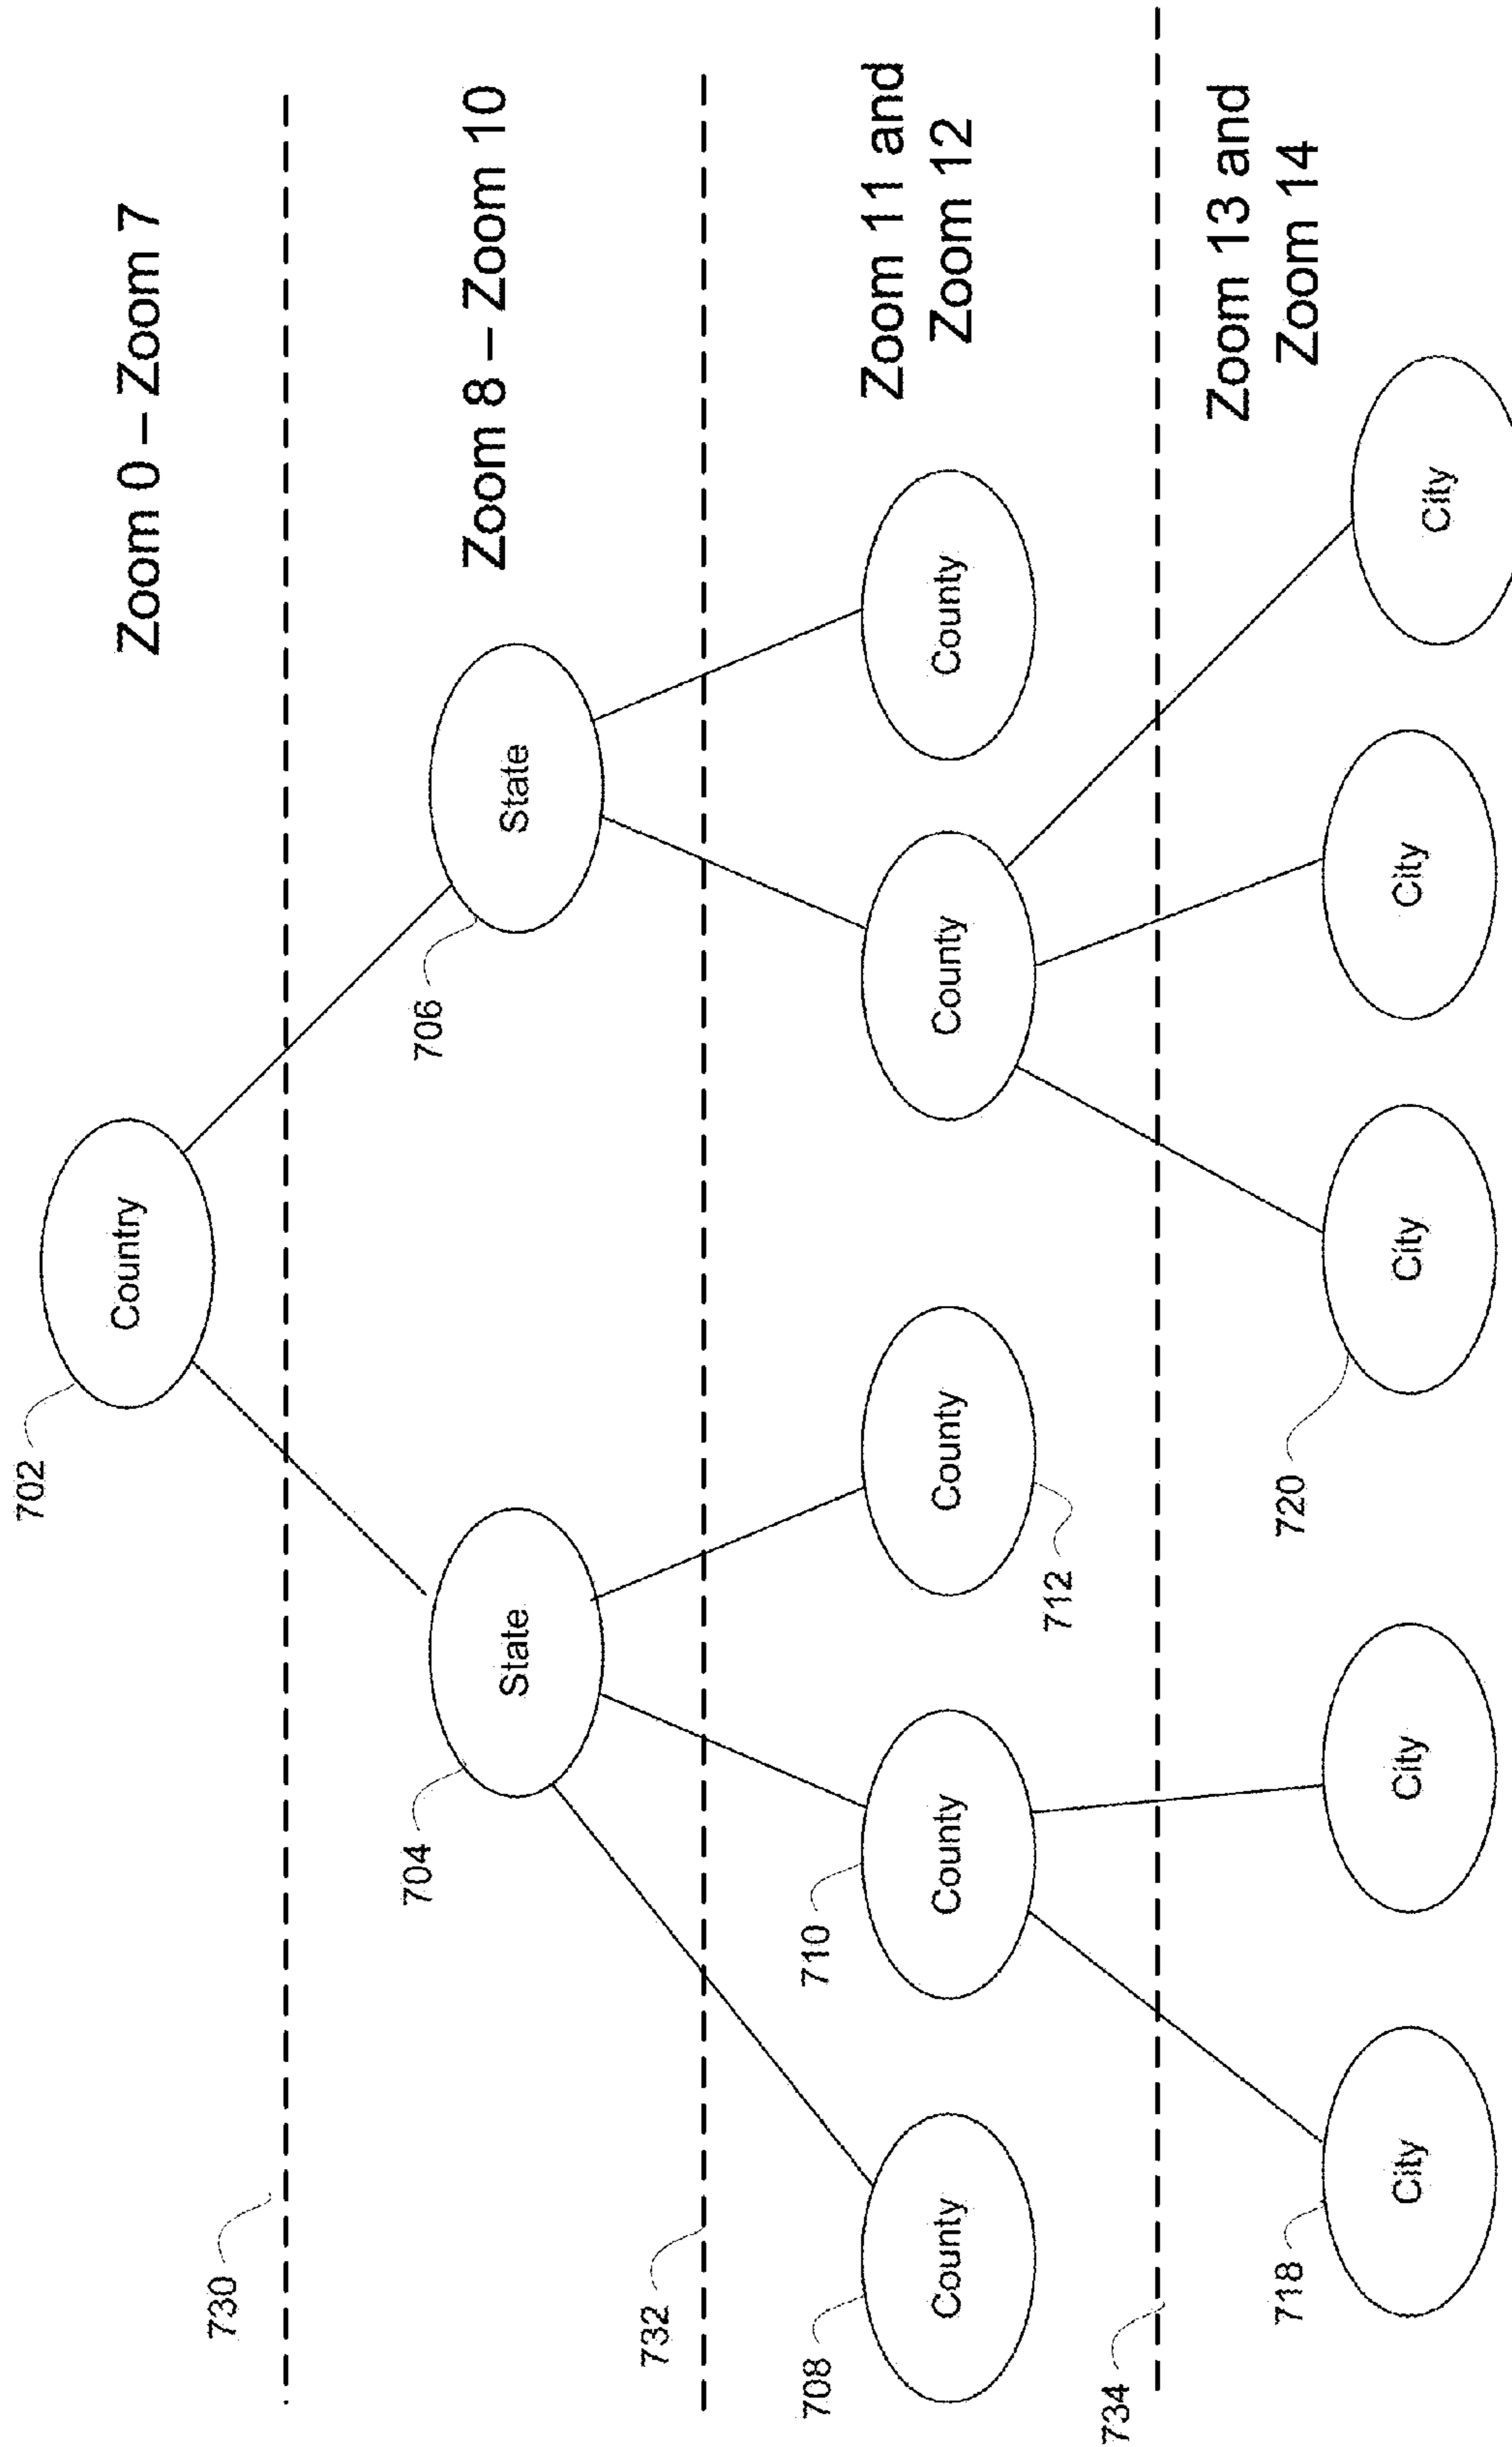 702
Country
Zoom 0 – Zoom 7
730
704
State
706
State
Zoom 8 – Zoom 10
732
708
County
710
County
County
712
County
County
Zoom 11 and
Zoom 12
734
718
City
City
720
City
City
City
Zoom 13 and
Zoom 14